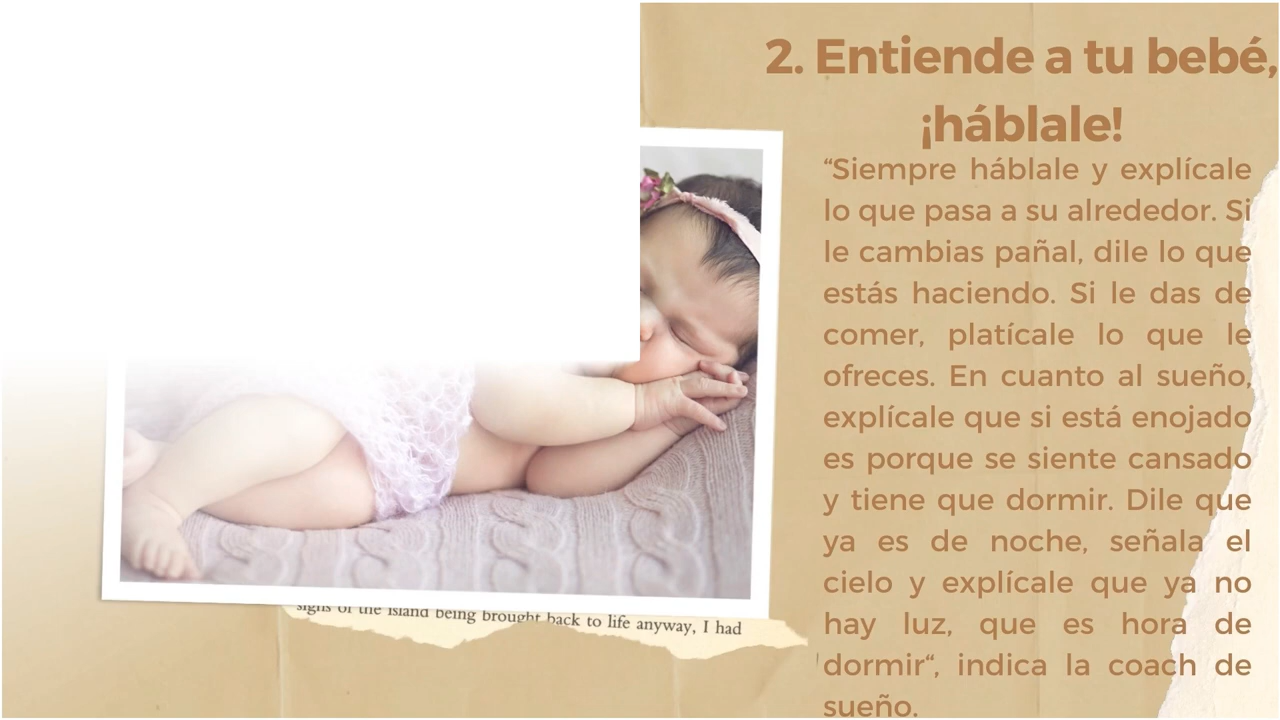 2. Entiende a tu bebé,
¡háblale!
“Siempre háblale y explícale
lo que pasa a su alrededor. Si
le cambias pañal, dile lo que
estás haciendo. Si le das de
comer, platícale lo que le
ofreces. En cuanto al sueño,
explícale que si está enojado
es porque se siente cansado
y tiene que dormir. Dile que
ya es de noche, señala el
cielo y explícale que ya no
hay luz, que es hora de
dormir“, indica la coach de
sueño.
signs of the island being brought back to life anyway, I had